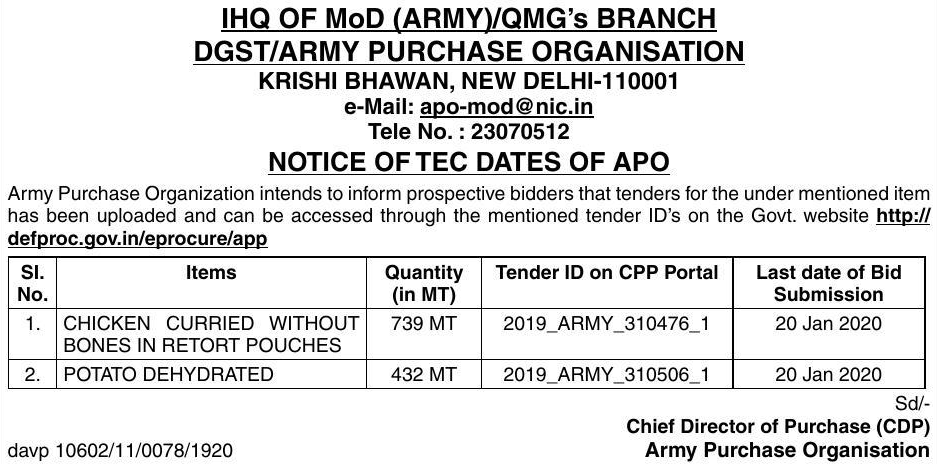 IHQ OF MoD (ARMY)/QMG's BRANCH
DGST/ARMY PURCHASE ORGANISATION
KRISHI BHAWAN, NEW DELHI-110001
e-Mail: apo-mod@nic.in
Tele No. : 23070512
NOTICE OF TEC DATES OF APO
Army Purchase Organization intends to inform prospective bidders that tenders for the under mentioned item
has been uploaded and can be accessed through the mentioned tender ID's on the Govt. website http://
defproc.gov.in/eprocure/app
Sl. No. Items Quantity (in MT) Tender ID on CPP Portal Last date of Bid Submission
1. CHICKEN CURRIED WITHOUT BONES IN RETORT POUCHES 739 MT 2019_ARMY_310476_1 20 Jan 2020
2. POTATO DEHYDRATED 432 MT 2019_ARMY_310506_1 20 Jan 2020
Sd/-
Chief Director of Purchase (CDP)
davp 10602/11/0078/1920 Army Purchase Organisation